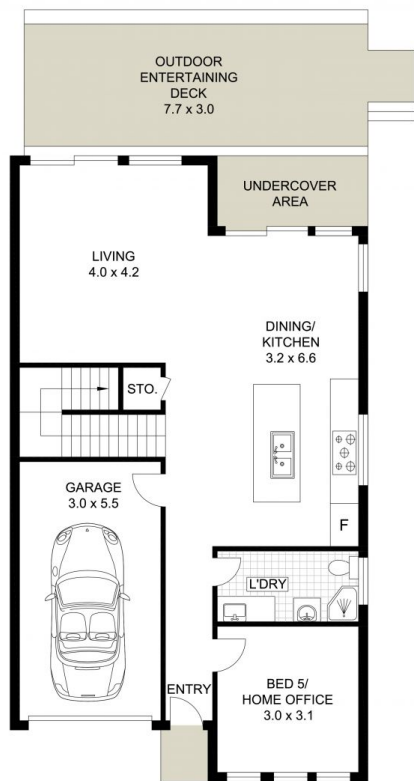 OUTDOOR
ENTERTAINING
DECK
7.7 x 3.0
UNDERCOVER
AREA
LIVING
4.0 x 4.2
DINING/
KITCHEN
3.2 x 6.6
STO.
GARAGE
3.0 x 5.5
F
L'DRY
ENTRY
BED 5/
HOME OFFICE
3.0 x 3.1